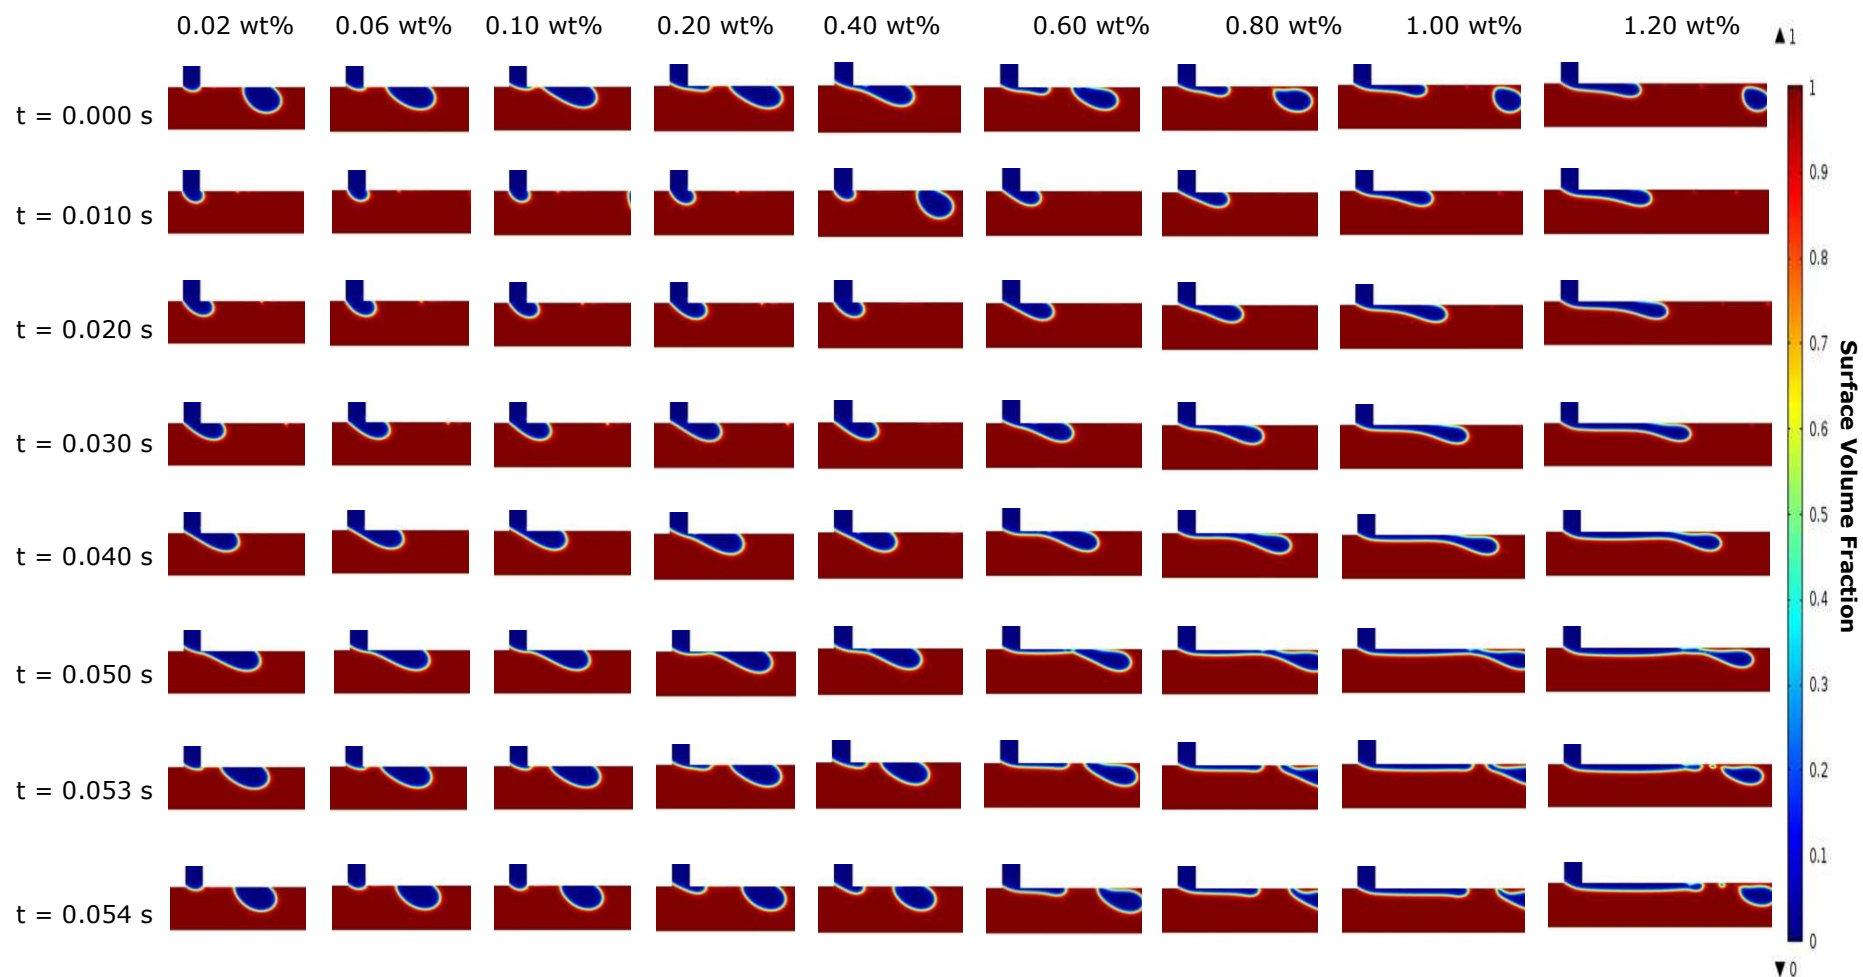 0.02 wt% 0.06 wt% 0.10 wt% 0.20 wt% 0.40 wt% 0.60 wt% 0.80 wt% 1.00 wt% 1.20 wt%
▲ 1
t = 0.000 s
t = 0.010 s
t = 0.020 s
t = 0.030 s
t = 0.040 s
t = 0.050 s
t = 0.053 s
t = 0.054 s
1
0.9
0.8
0.7
0.6
0.5
0.4
0.3
0.2
0.1
0
▼ 0
Surface Volume Fraction